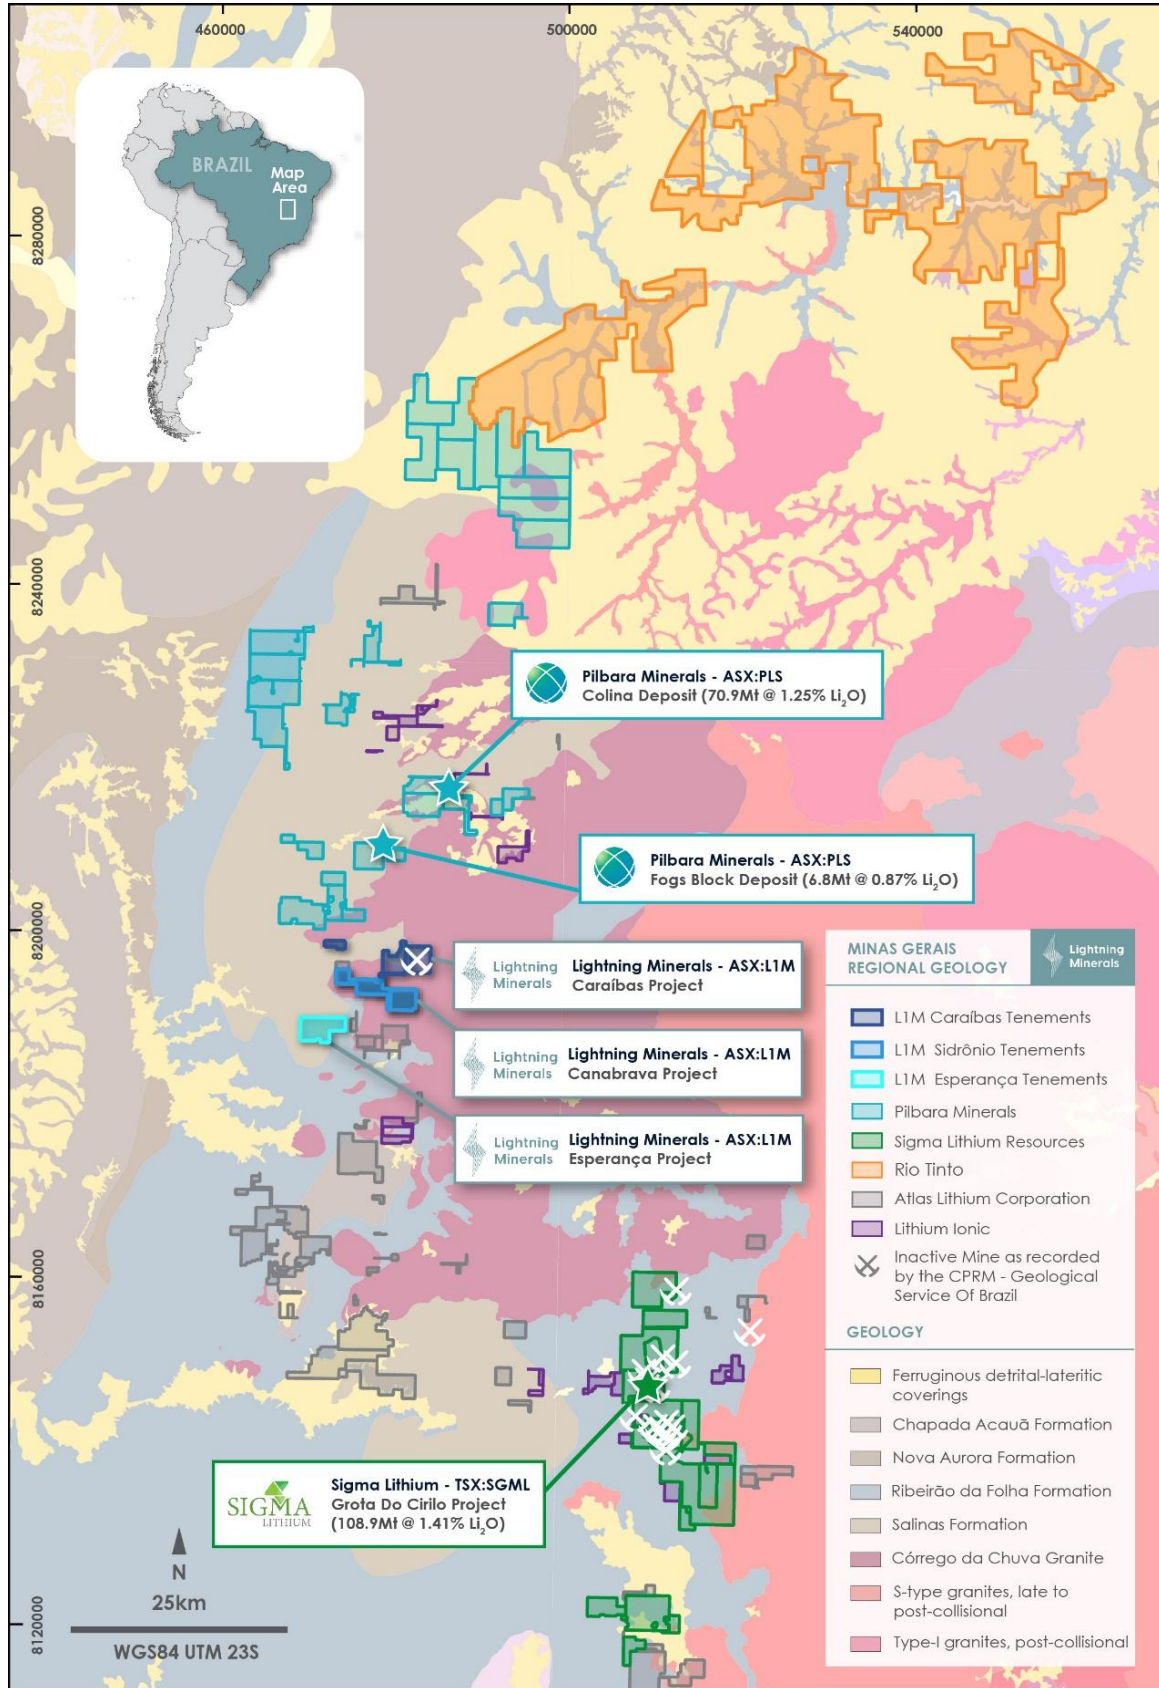 460000
500000
540000
BRAZIL
Map
Area
8280000
8240000
8200000
8160000
8120000
Pilbara Minerals - ASX:PLS
Colina Deposit (70.9Mt @ 1.25% Li₂O)
Pilbara Minerals - ASX:PLS
Fogs Block Deposit (6.8Mt @ 0.87% Li₂O)
Lightning
Minerals
Lightning Minerals - ASX:L1M
Caraíbas Project
Lightning
Minerals
Lightning Minerals - ASX:L1M
Canabrava Project
Lightning
Minerals
Lightning Minerals - ASX:L1M
Esperança Project
SIGMA
LITHIUM
Sigma Lithium - TSX:SGML
Grota Do Cirilo Project
(108.9Mt @ 1.41% Li₂O)
N
25km
WGS84 UTM 23S
MINAS GERAIS
REGIONAL GEOLOGY
Lightning
Minerals
L1M Caraíbas Tenements
L1M Sidrônio Tenements
L1M Esperança Tenements
Pilbara Minerals
Sigma Lithium Resources
Rio Tinto
Atlas Lithium Corporation
Lithium Ionic
Inactive Mine as recorded
by the CPRM - Geological
Service Of Brazil
GEOLOGY
Ferruginous detrital-lateritic
coverings
Chapada Acauã Formation
Nova Aurora Formation
Ribeirão da Folha Formation
Salinas Formation
Córrego da Chuva Granite
S-type granites, late to
post-collisional
Type-I granites, post-collisional